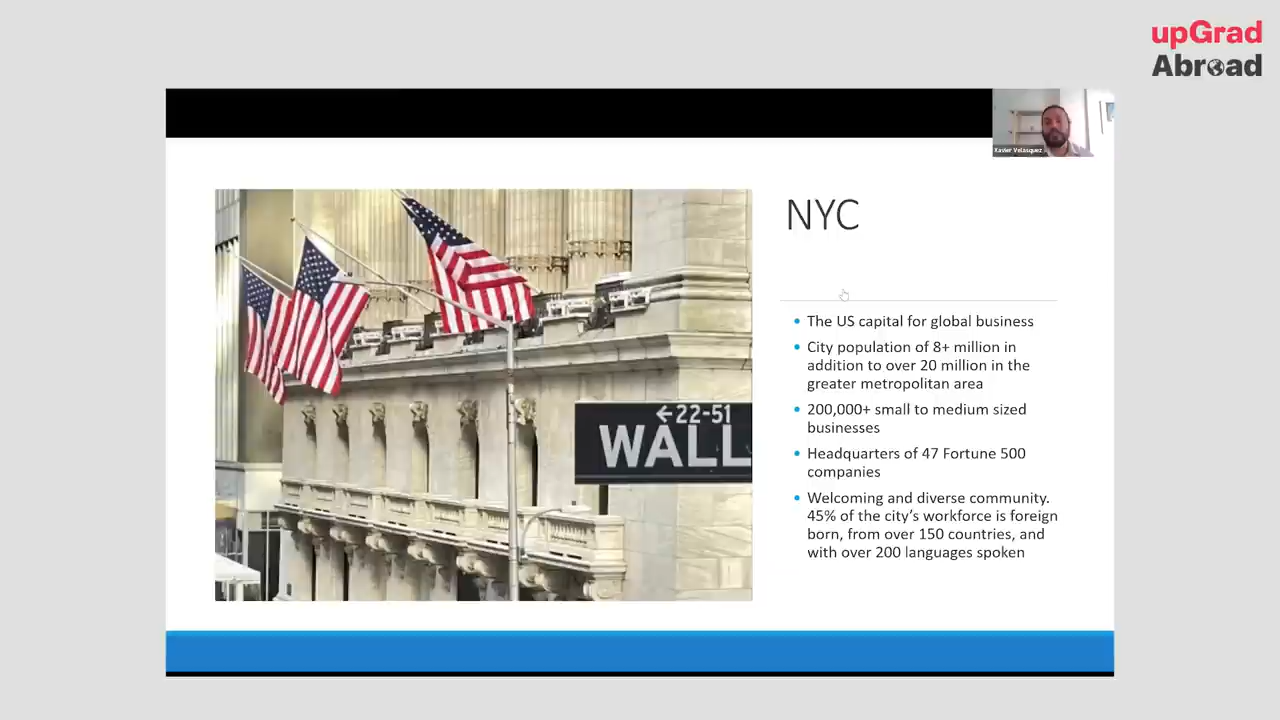 upGrad
Abroad
Xavier Velasquez
NYC
←22-51
WALL
• The US capital for global business
• City population of 8+ million in
addition to over 20 million in the
greater metropolitan area
• 200,000+ small to medium sized
businesses
• Headquarters of 47 Fortune 500
companies
• Welcoming and diverse community.
45% of the city’s workforce is foreign
born, from over 150 countries, and
with over 200 languages spoken